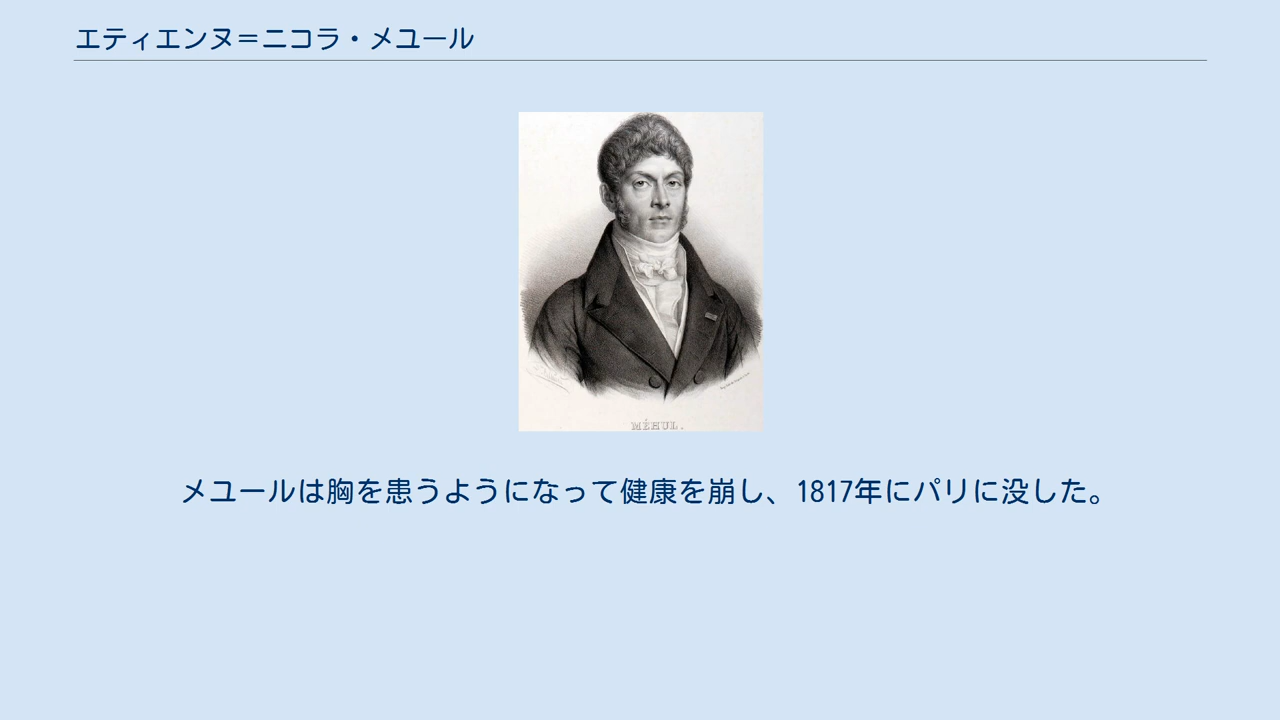 エティエンヌ＝ニコラ・メユール
MÉHUL.
メユールは胸を患うようになって健康を崩し、1817年にパリに没した。